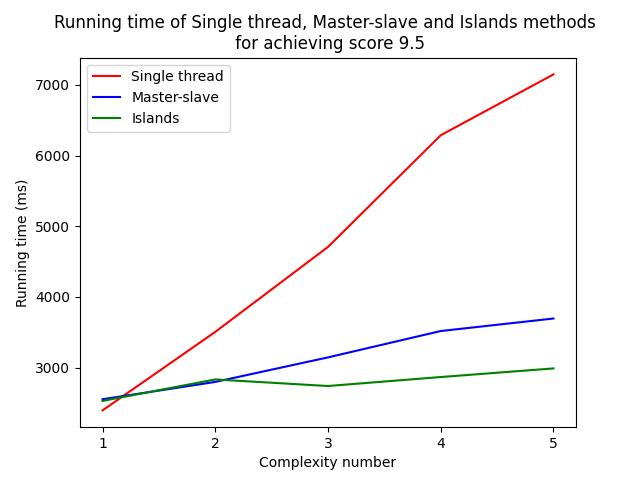 Running time of Single thread, Master-slave and Islands methods
for achieving score 9.5
Single thread
Master-slave
Islands
7000
6000
5000
4000
3000
Running time (ms)
1 2 3 4 5
Complexity number